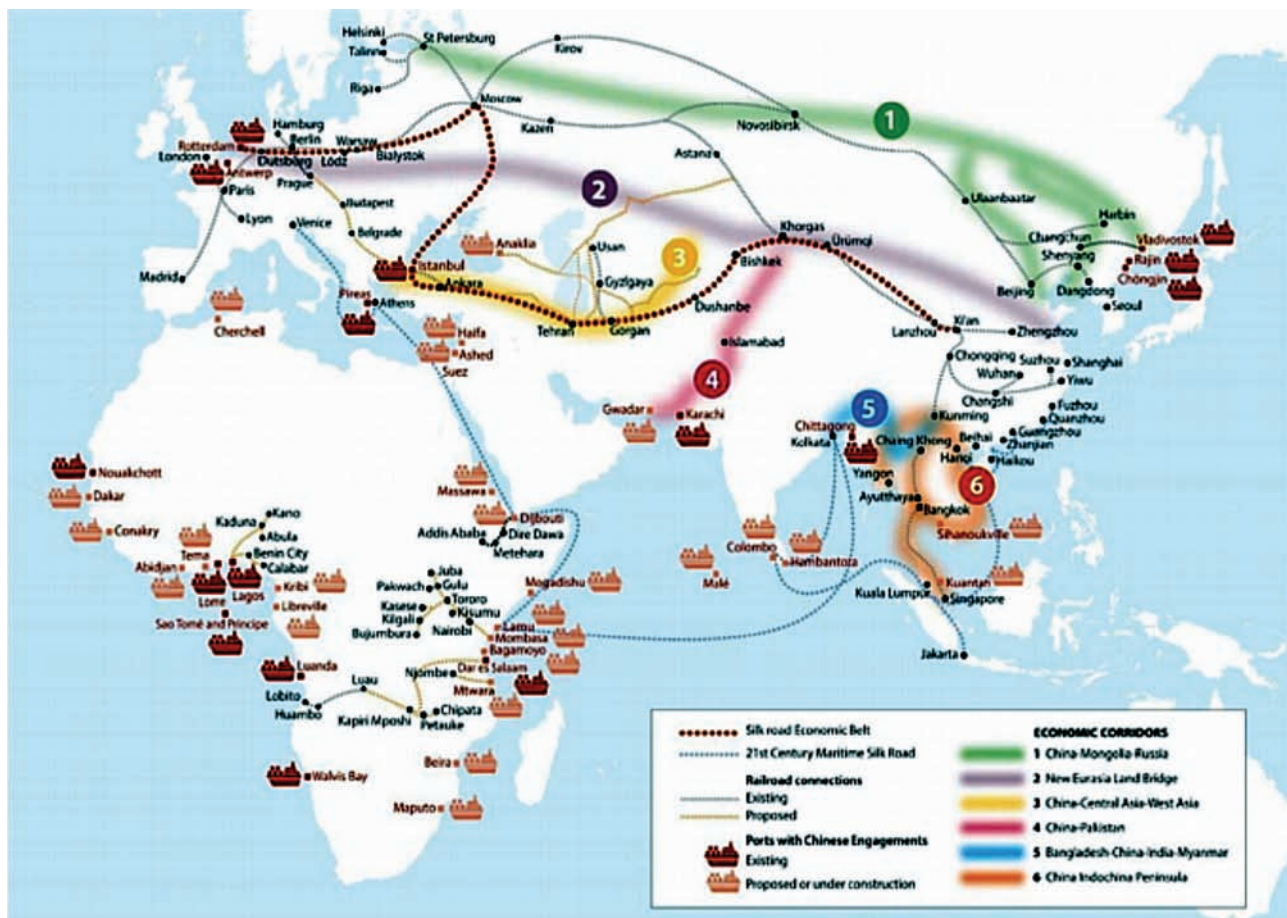 Helsinki
St Petersburg
Talinn
Kirov
Riga
Moscow
Kazeri
Novosibirsk
1
Hamburg
Berlin
Rotterdam
London
Duisburg
Warsaw
Lódz
Bialystok
Antwerp
Prague
Paris
Astana
2
Ulaanbaatar
Harbin
Lyon
Venice
Budapest
Belgrade
Khorgas
Ürümqi
Changchun
Vladivostok
Shenyang
Rajin
Chongjin
Anaklia
Usan
3
Bishkek
Madrid
Istanbul
Ankara
Gyzlgaya
Beijing
Dangdong
Seoul
Pireas
Athens
Dushanbe
Cherchell
Tehran
Gorgan
Lanzhou
Xi'an
Zhengzhou
Haifa
Ashed
Suez
Islamabad
Chongqing
Suzhou
Shanghai
Wuhan
Yiwu
Changshi
4
Gwadar
Karachi
5
Kunming
Fuzhou
Quanzhou
Guangzhou
Zhanjian
Chittagong
Kolkata
Chaing Khong
Beihai
Hanoi
Haikou
Nouakchott
Yangon
6
Dakar
Massawa
Ayutthaya
Bangkok
Conakry
Kano
Kaduna
Abula
Djibouti
Addis Ababa
Dire Dawa
Metehara
Sihanoukville
Tema
Benin City
Abidjan
Calabar
Colombo
Hambantota
Lome
Lagos
Kribi
Juba
Pakwach
Gulu
Mogadishu
Malé
Kuantan
Libreville
Kasese
Tororo
Kisumu
Kuala Lumpur
Singapore
Sao Tomé and Principe
Kilgali
Bujumbura
Nairobi
Lamu
Mombasa
Bagamoyo
Jakarta
Luanda
Luau
Njombe
Dar es Salaam
Lobito
Mtwara
Huambo
Kapiri Mposhi
Chipata
Petauke
Beira
Walvis Bay
Maputo
Silk road Economic Belt
21st Century Maritime Silk Road
Railroad connections
Existing
Proposed
Ports with Chinese Engagements
Existing
Proposed or under construction
ECONOMIC CORRIDORS
1 China-Mongolia-Russia
2 New Eurasia Land Bridge
3 China-Central Asia-West Asia
4 China-Pakistan
5 Bangladesh-China-India-Myanmar
6 China Indochina Peninsula